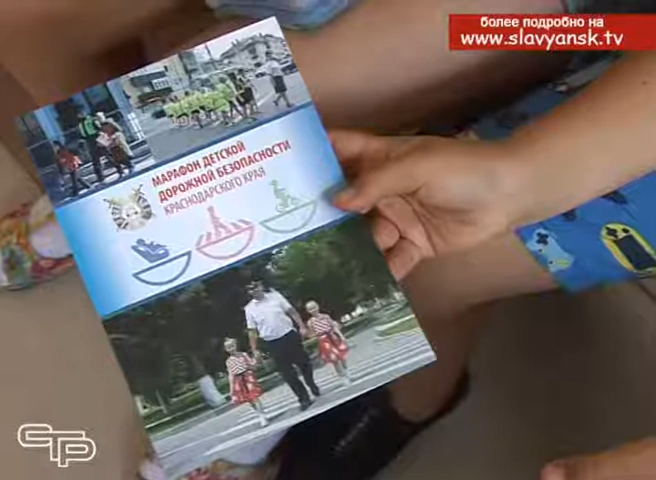 более подробно на
www.slavyansk.tv
МАРАФОН ДЕТСКОЙ
ДОРОЖНОЙ БЕЗОПАСНОСТИ
КРАСНОДАРСКОГО КРАЯ
СТР